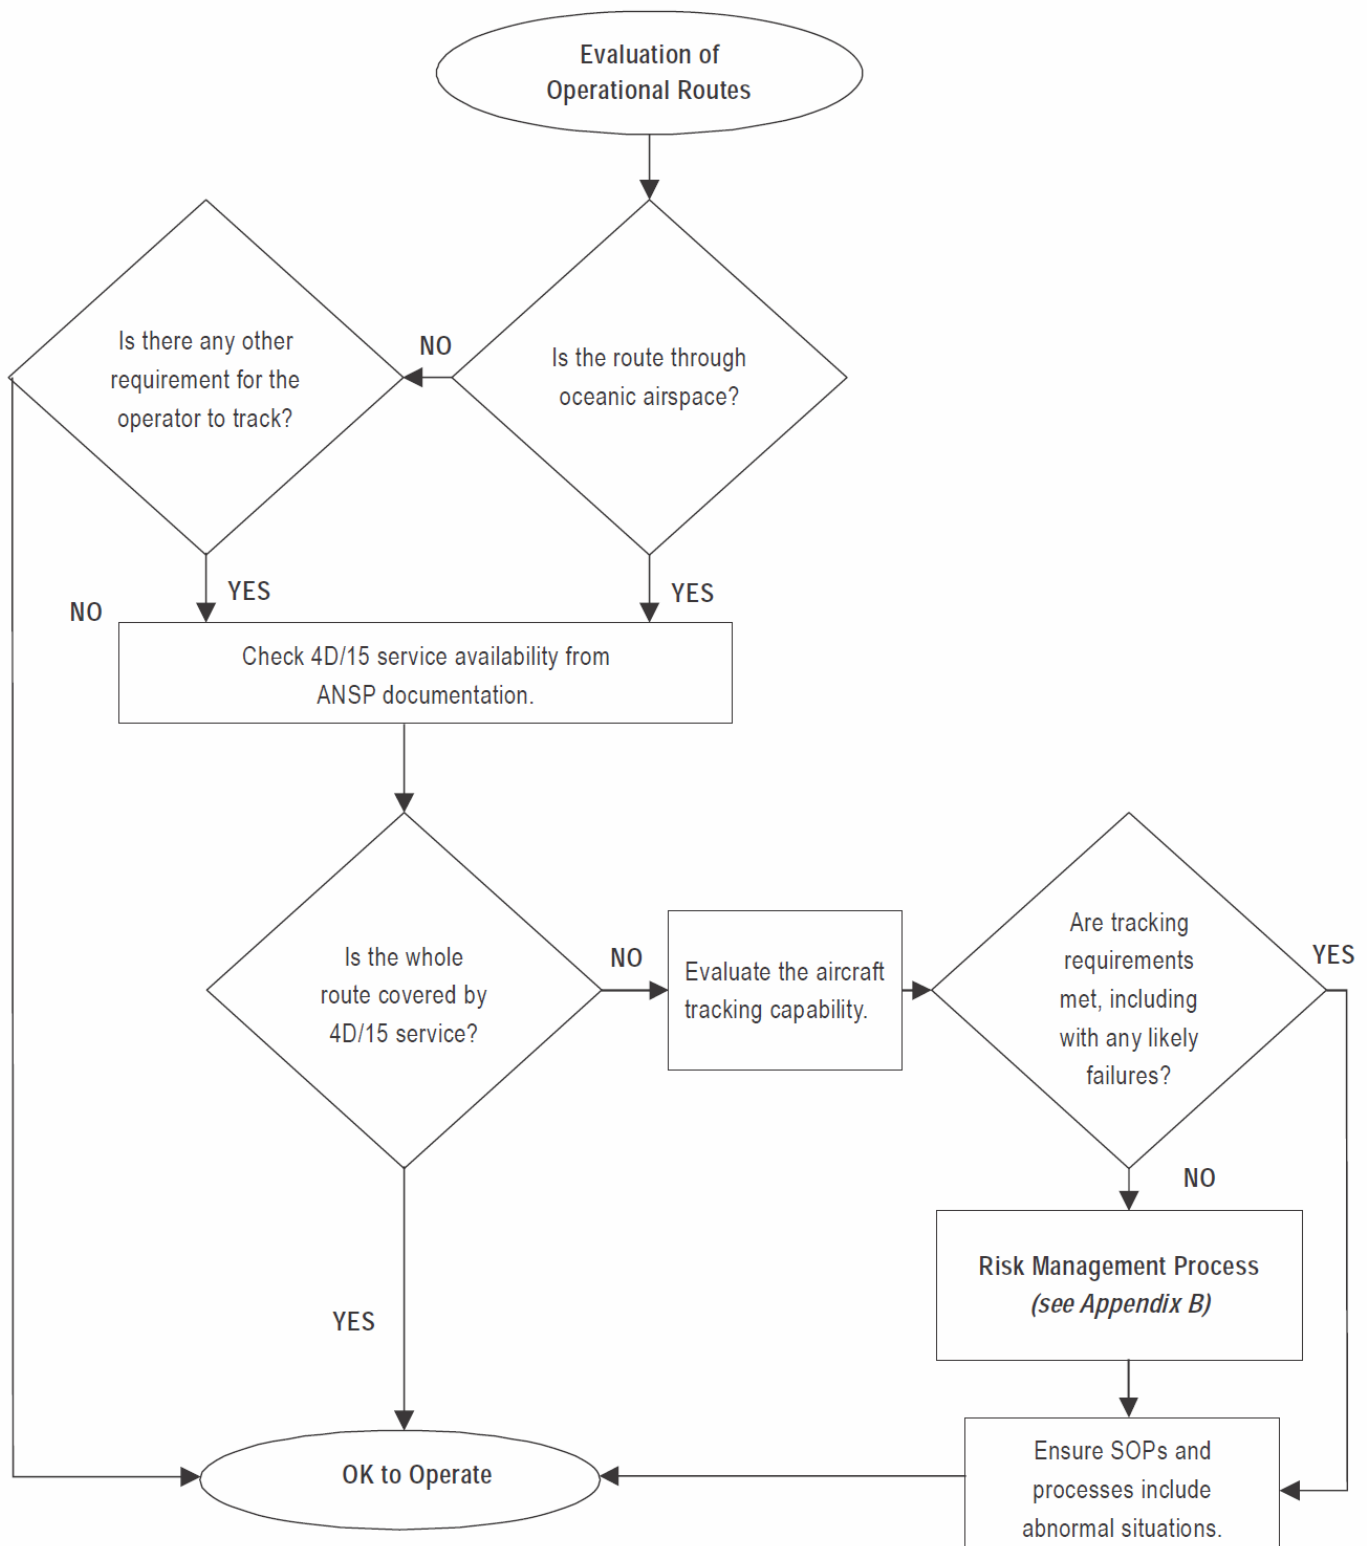 Evaluation of
Operational Routes
Is there any other
requirement for the
operator to track?
NO
Is the route through
oceanic airspace?
YES
YES
NO
Check 4D/15 service availability from
ANSP documentation.
Is the whole
route covered by
4D/15 service?
NO
Evaluate the aircraft
tracking capability.
Are tracking
requirements
met, including
with any likely
failures?
YES
NO
Risk Management Process
(see Appendix B)
YES
OK to Operate
Ensure SOPs and
processes include
abnormal situations.